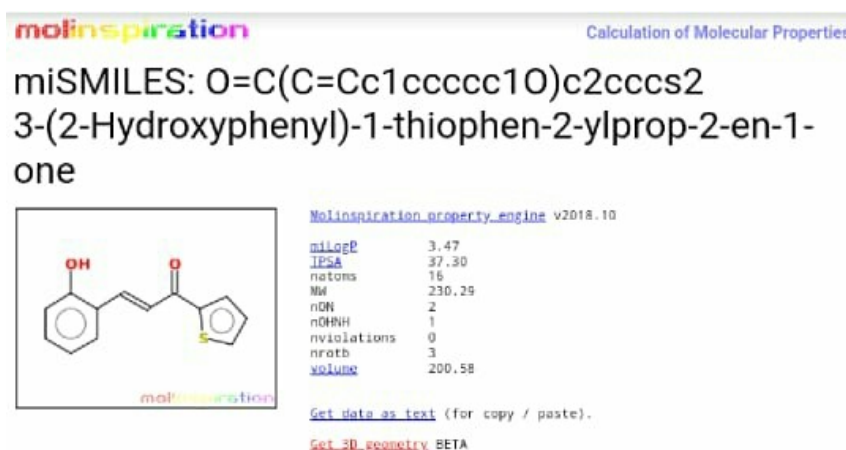 molinspiration
Calculation of Molecular Properties
miSMILES: O=C(C=Cc1ccccc1O)c2cccs2
3-(2-Hydroxyphenyl)-1-thiophen-2-ylprop-2-en-1-
one
OH
O
S
molinspiration
Molinspiration property engine v2018.10
miLogP 3.47
TPSA 37.30
natoms 16
MW 230.29
nON 2
nOHNH 1
nviolations 0
nrotb 3
volume 200.58
Get data as text (for copy / paste).
Get 3D geometry BETA